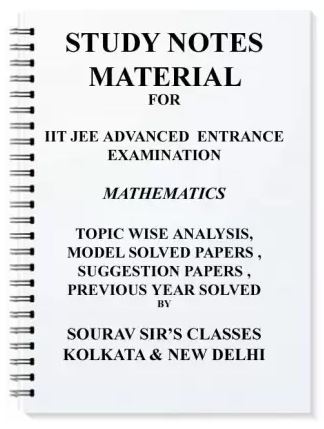 STUDY NOTES
MATERIAL
FOR
IIT JEE ADVANCED ENTRANCE
EXAMINATION
MATHEMATICS
TOPIC WISE ANALYSIS,
MODEL SOLVED PAPERS ,
SUGGESTION PAPERS ,
PREVIOUS YEAR SOLVED
BY
SOURAV SIR'S CLASSES
KOLKATA & NEW DELHI